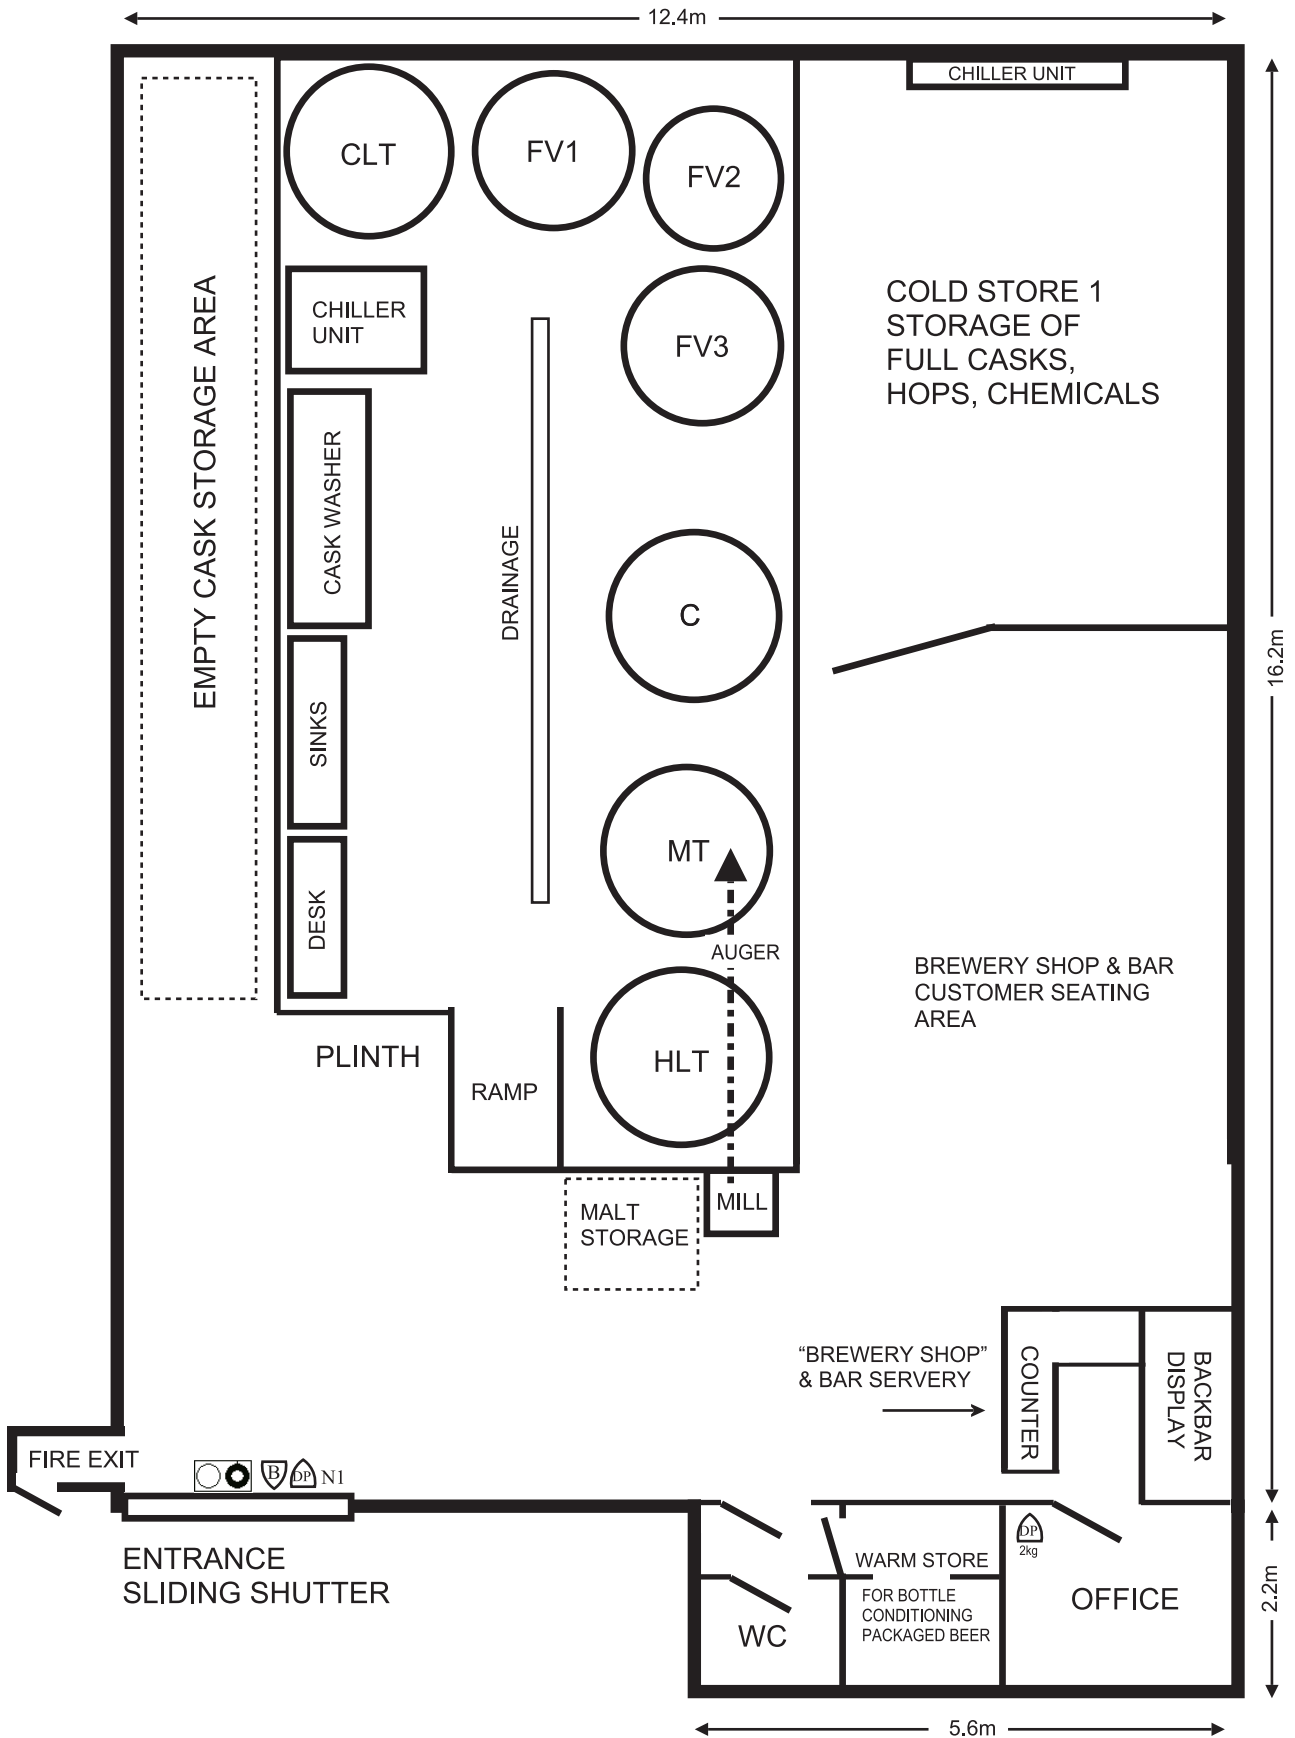 12.4m
CHILLER UNIT
CLT
FV1
FV2
CHILLER
UNIT
FV3
COLD STORE 1
STORAGE OF
FULL CASKS,
HOPS, CHEMICALS
EMPTY CASK STORAGE AREA
CASK WASHER
DRAINAGE
C
16.2m
SINKS
MT
DESK
AUGER
BREWERY SHOP & BAR
CUSTOMER SEATING
AREA
PLINTH
RAMP
HLT
MALT
STORAGE
MILL
“BREWERY SHOP”
& BAR SERVERY
COUNTER
BACKBAR
DISPLAY
FIRE EXIT
B
DP
N1
ENTRANCE
SLIDING SHUTTER
DP
2kg
WARM STORE
FOR BOTTLE
CONDITIONING
PACKAGED BEER
OFFICE
WC
2.2m
5.6m